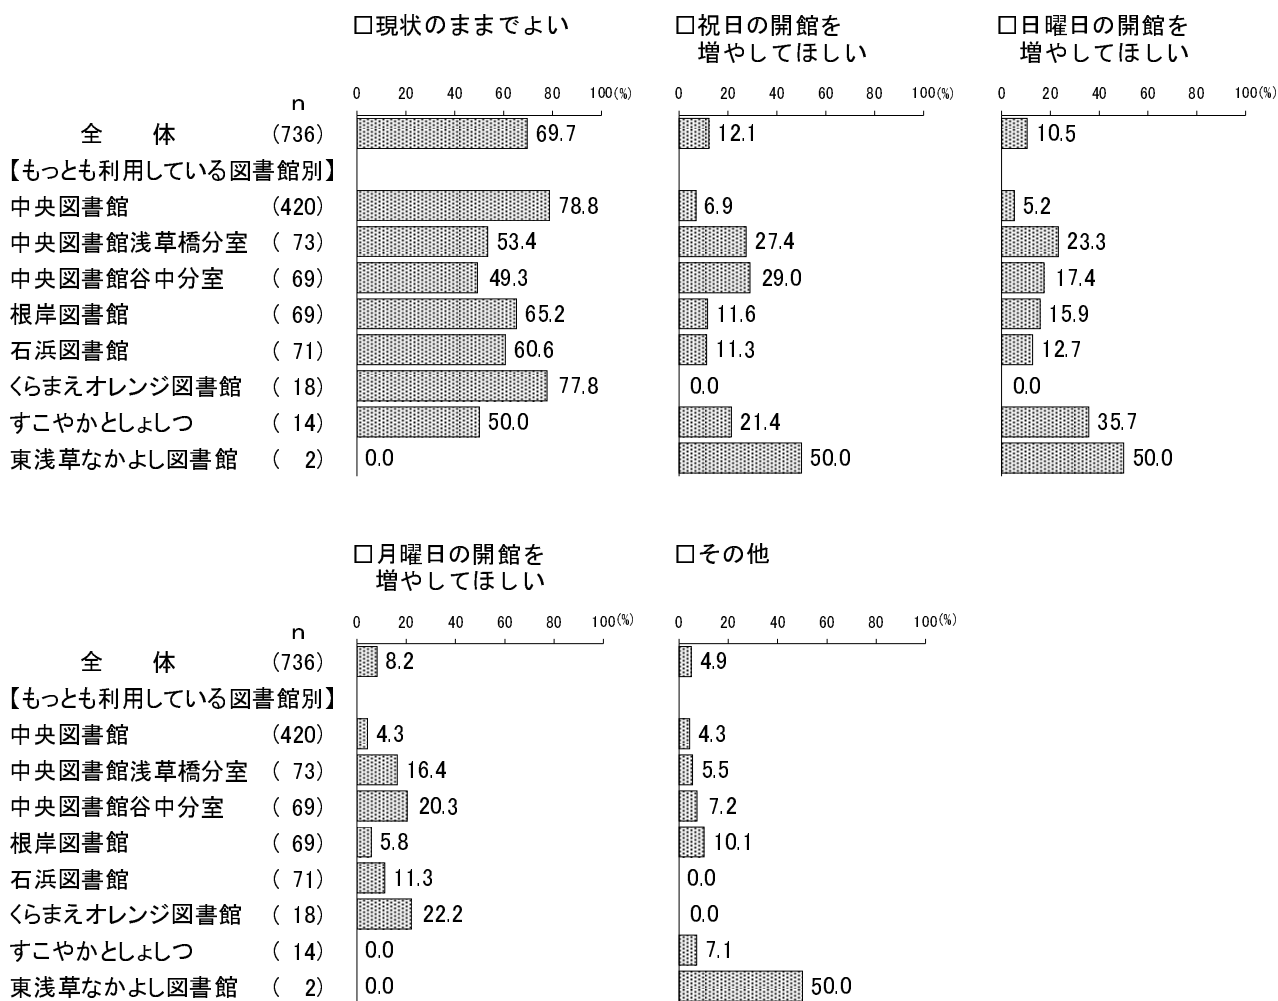 □現状のままでよい
□祝日の開館を
増やしてほしい
□日曜日の開館を
増やしてほしい
n 0 20 40 60 80 100(%) 0 20 40 60 80 100(%) 0 20 40 60 80 100(%)
全 体 (736) 69.7 12.1 10.5
【もっとも利用している図書館別】
中央図書館 (420) 78.8 6.9 5.2
中央図書館浅草橋分室 ( 73) 53.4 27.4 23.3
中央図書館谷中分室 ( 69) 49.3 29.0 17.4
根岸図書館 ( 69) 65.2 11.6 15.9
石浜図書館 ( 71) 60.6 11.3 12.7
くらまえオレンジ図書館 ( 18) 77.8 0.0 0.0
すこやかとしょしつ ( 14) 50.0 21.4 35.7
東浅草なかよし図書館 ( 2) 0.0 50.0 50.0
□月曜日の開館を
増やしてほしい
□その他
n 0 20 40 60 80 100(%) 0 20 40 60 80 100(%)
全 体 (736) 8.2 4.9
【もっとも利用している図書館別】
中央図書館 (420) 4.3 4.3
中央図書館浅草橋分室 ( 73) 16.4 5.5
中央図書館谷中分室 ( 69) 20.3 7.2
根岸図書館 ( 69) 5.8 10.1
石浜図書館 ( 71) 11.3 0.0
くらまえオレンジ図書館 ( 18) 22.2 0.0
すこやかとしょしつ ( 14) 0.0 7.1
東浅草なかよし図書館 ( 2) 0.0 50.0